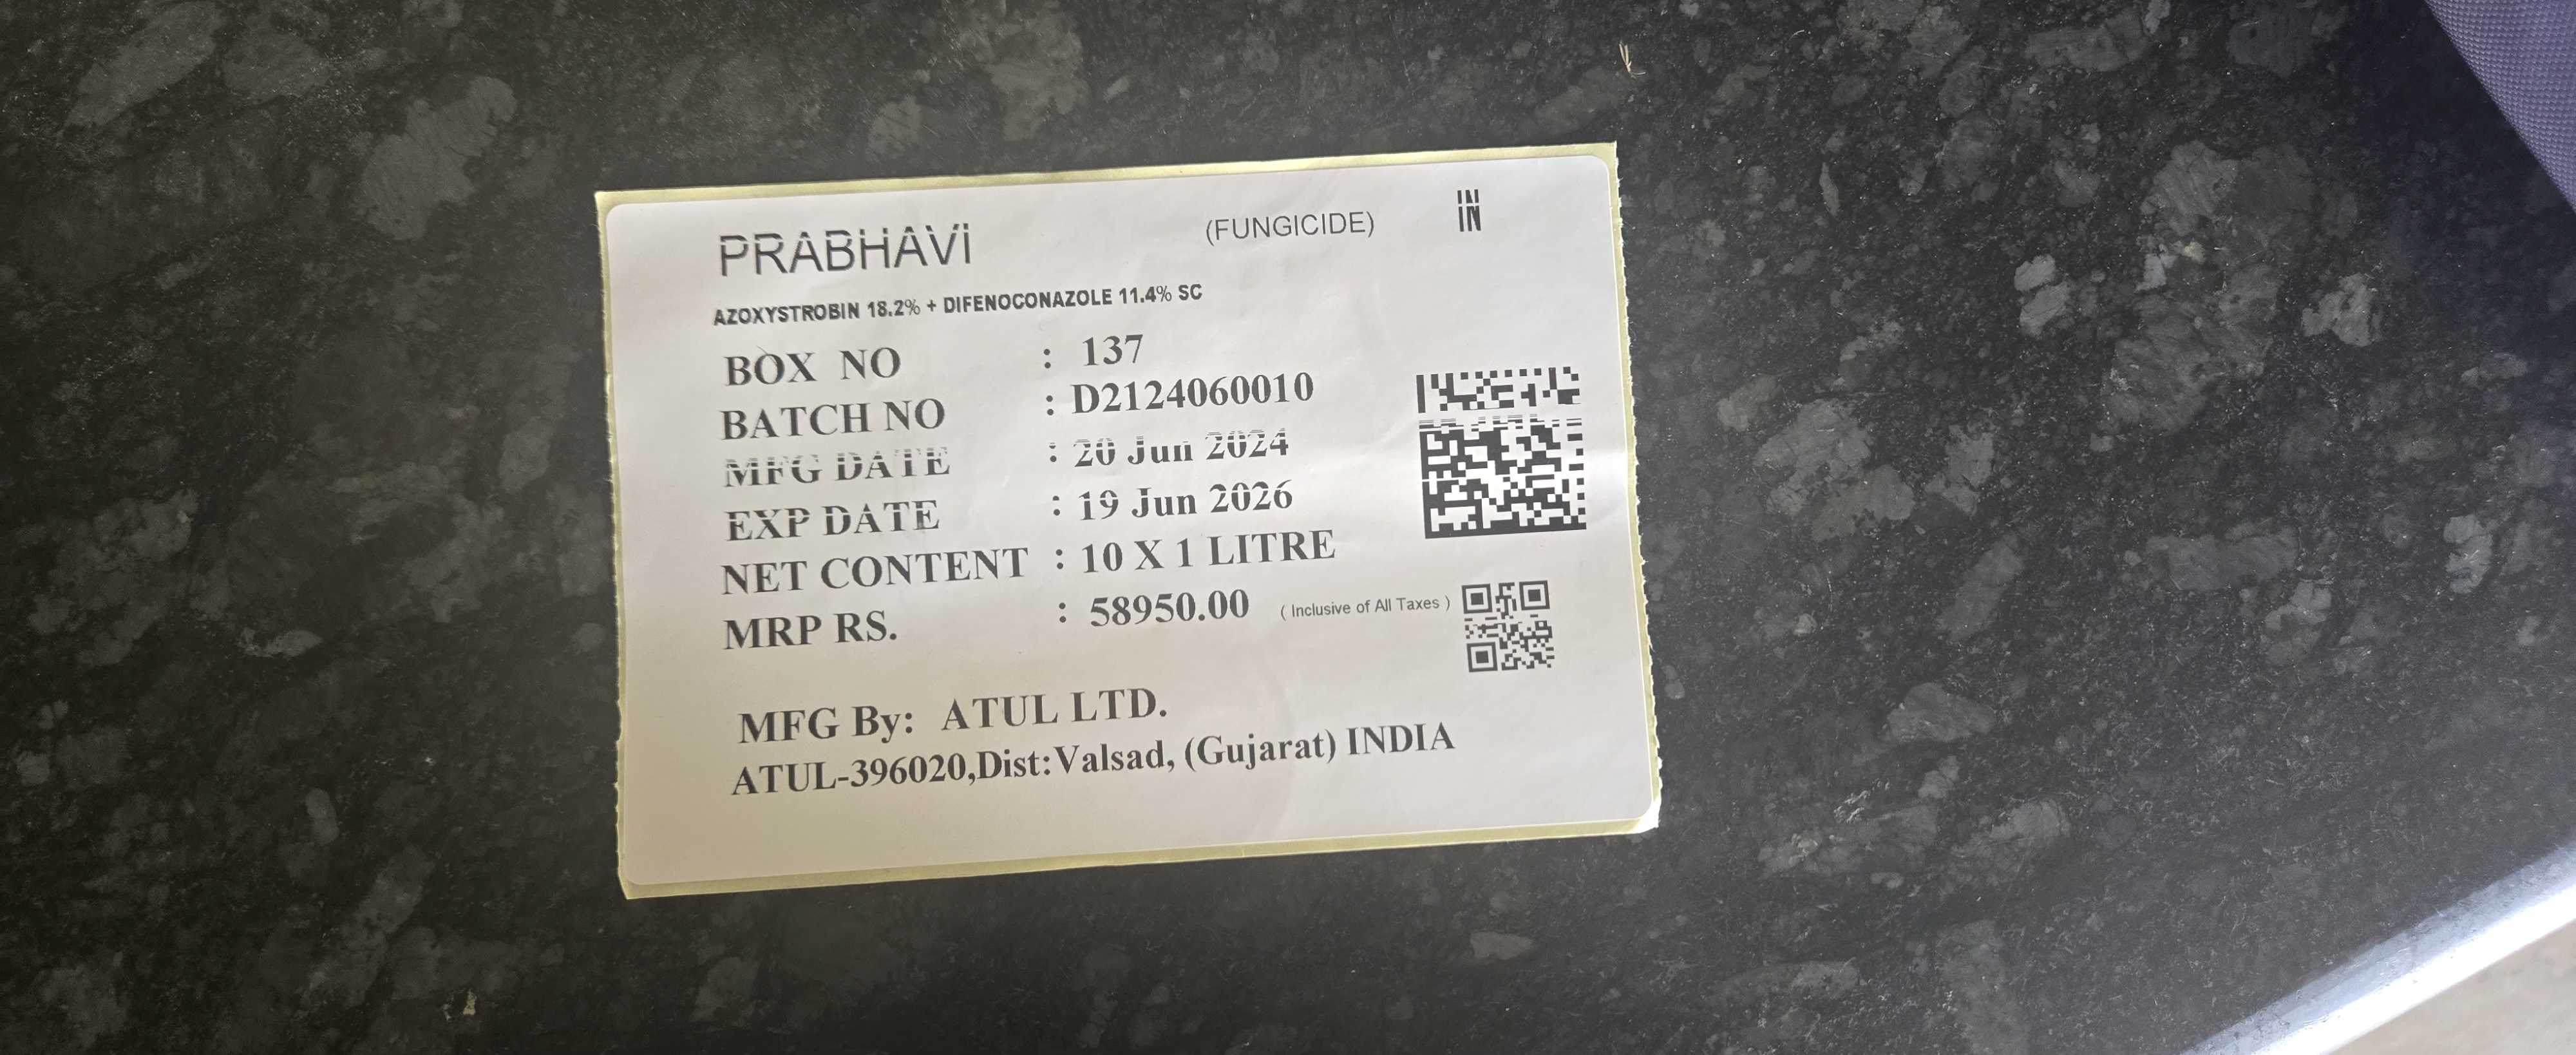 PRABHAVI (FUNGICIDE) IN
AZOXYSTROBIN 18.2% + DIFENOCONAZOLE 11.4% SC
BOX NO : 137
BATCH NO : D2124060010
MFG DATE : 20 Jun 2024
EXP DATE : 19 Jun 2026
NET CONTENT : 10 X 1 LITRE
MRP RS. : 58950.00 ( Inclusive of All Taxes )
MFG By: ATUL LTD.
ATUL-396020,Dist:Valsad, (Gujarat) INDIA